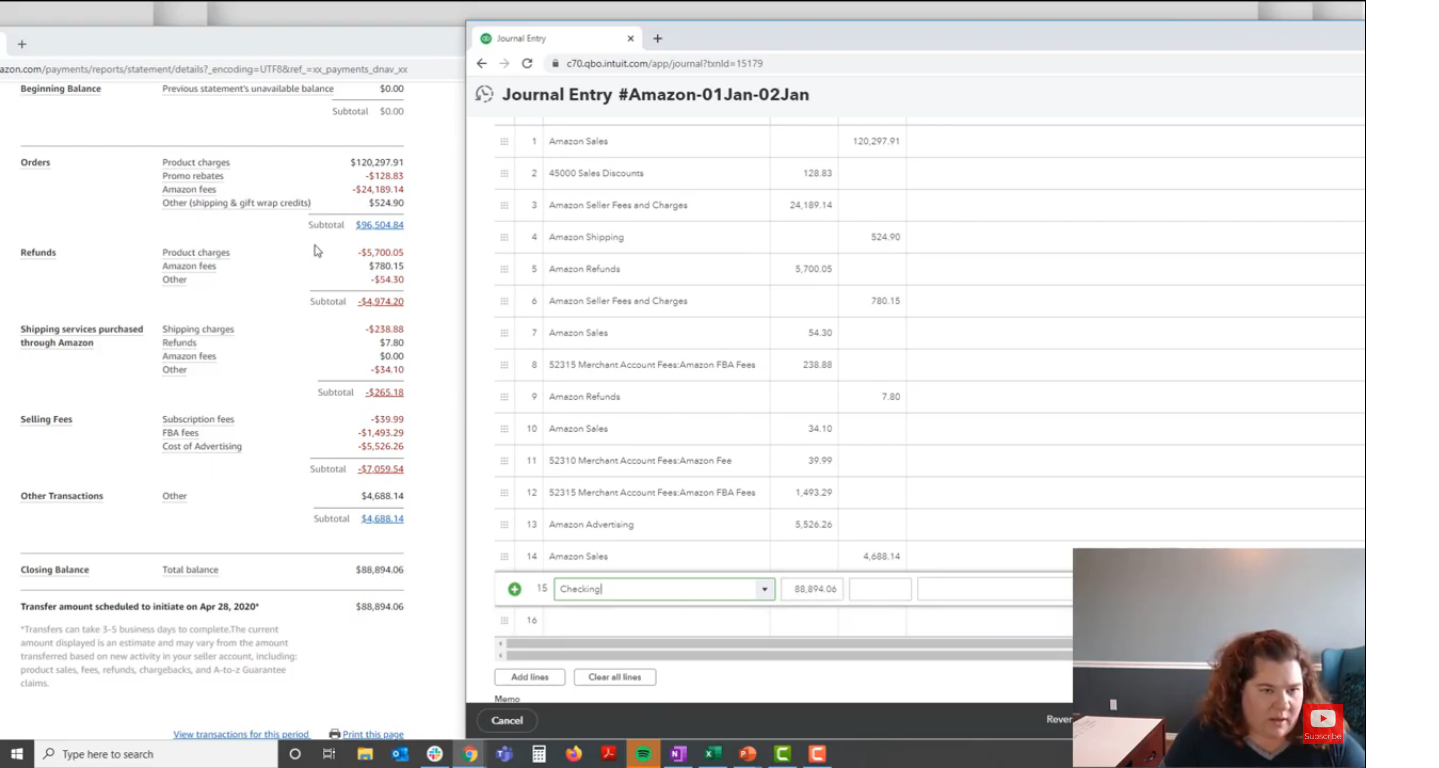 Journal Entry
azon.com/payments/reports/statement/details?_encoding=UTF8&ref_=xx_payments_dnav_xx
c70.qbo.intuit.com/app/journal?txnId=15179
Beginning Balance Previous statement's unavailable balance $0.00
Subtotal $0.00
Orders Product charges $120,297.91
Promo rebates -$128.83
Amazon fees -$24,189.14
Other (shipping & gift wrap credits) $524.90
Subtotal $96,504.84
Refunds Product charges -$5,700.05
Amazon fees $780.15
Other -$54.30
Subtotal -$4,974.20
Shipping services purchased Shipping charges -$238.88
through Amazon Refunds $7.80
Amazon fees $0.00
Other -$34.10
Subtotal -$265.18
Selling Fees Subscription fees -$39.99
FBA fees -$1,493.29
Cost of Advertising -$5,526.26
Subtotal -$7,059.54
Other Transactions Other $4,688.14
Subtotal $4,688.14
Closing Balance Total balance $88,894.06
Transfer amount scheduled to initiate on Apr 28, 2020* $88,894.06
*Transfers can take 3-5 business days to complete.The current
amount displayed is an estimate and may vary from the amount
transferred based on new activity in your seller account, including:
product sales, fees, refunds, chargebacks, and A-to-z Guarantee
claims.
View transactions for this period Print this page
Journal Entry #Amazon-01Jan-02Jan
1 Amazon Sales 120,297.91
2 45000 Sales Discounts 128.83
3 Amazon Seller Fees and Charges 24,189.14
4 Amazon Shipping 524.90
5 Amazon Refunds 5,700.05
6 Amazon Seller Fees and Charges 780.15
7 Amazon Sales 54.30
8 52315 Merchant Account Fees:Amazon FBA Fees 238.88
9 Amazon Refunds 7.80
10 Amazon Sales 34.10
11 52310 Merchant Account Fees:Amazon Fee 39.99
12 52315 Merchant Account Fees:Amazon FBA Fees 1,493.29
13 Amazon Advertising 5,526.26
14 Amazon Sales 4,688.14
15 Checking 88,894.06
16
Add lines Clear all lines
Memo
Cancel Rever
Subscribe
Type here to search